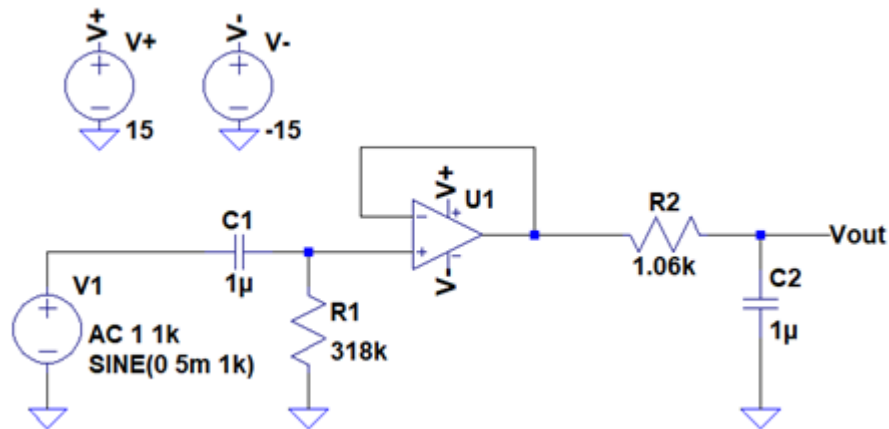 V+
V+
15
V-
V-
-15
V+
U1
V-
C1
1µ
R1
318k
V1
AC 1 1k
SINE(0 5m 1k)
R2
1.06k
Vout
C2
1µ